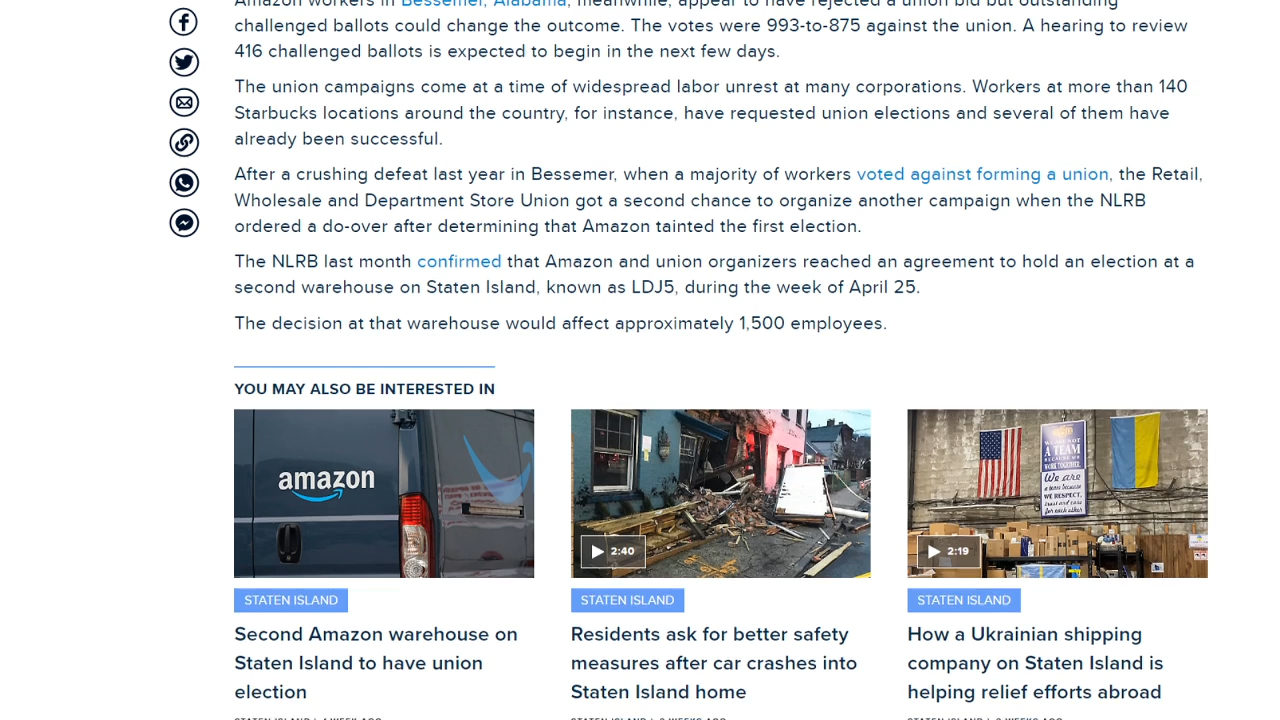 Amazon workers in Bessemer, Alabama, meanwhile, appear to have rejected a union bid but outstanding
challenged ballots could change the outcome. The votes were 993-to-875 against the union. A hearing to review
416 challenged ballots is expected to begin in the next few days.
The union campaigns come at a time of widespread labor unrest at many corporations. Workers at more than 140
Starbucks locations around the country, for instance, have requested union elections and several of them have
already been successful.
After a crushing defeat last year in Bessemer, when a majority of workers voted against forming a union, the Retail,
Wholesale and Department Store Union got a second chance to organize another campaign when the NLRB
ordered a do-over after determining that Amazon tainted the first election.
The NLRB last month confirmed that Amazon and union organizers reached an agreement to hold an election at a
second warehouse on Staten Island, known as LDJ5, during the week of April 25.
The decision at that warehouse would affect approximately 1,500 employees.
YOU MAY ALSO BE INTERESTED IN
amazon
2:40
A TEAM
WORK TOGETHER.
We are
WE RESPECT,
2:19
STATEN ISLAND
Second Amazon warehouse on
Staten Island to have union
election
STATEN ISLAND
Residents ask for better safety
measures after car crashes into
Staten Island home
STATEN ISLAND
How a Ukrainian shipping
company on Staten Island is
helping relief efforts abroad